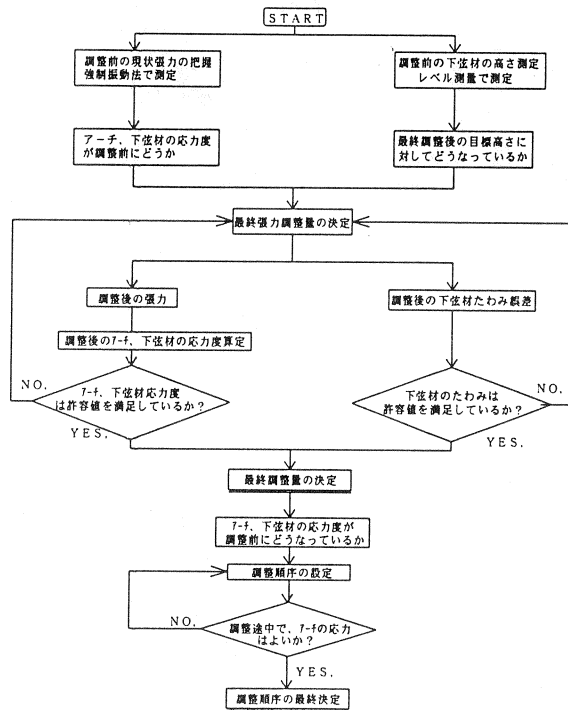 START
調整前の現状張力の把握
強制振動法で測定
調整前の下弦材の高さ測定
レベル測量で測定
アーチ、下弦材の応力度
が調整前にどうか
最終調整後の目標高さに
対してどうなっているか
最終張力調整量の決定
調整後の張力
調整後の下弦材たわみ誤差
調整後のｱｰﾁ、下弦材の応力度算定
NO.
ｱｰﾁ、下弦材応力度
は許容値を満足しているか？
YES.
下弦材のたわみは
許容値を満足しているか？
NO.
YES.
最終調整量の決定
ｱｰﾁ、下弦材の応力度が
調整前にどうなっているか
調整順序の設定
NO.
調整途中で、ｱｰﾁの応力
はよいか？
YES.
調整順序の最終決定